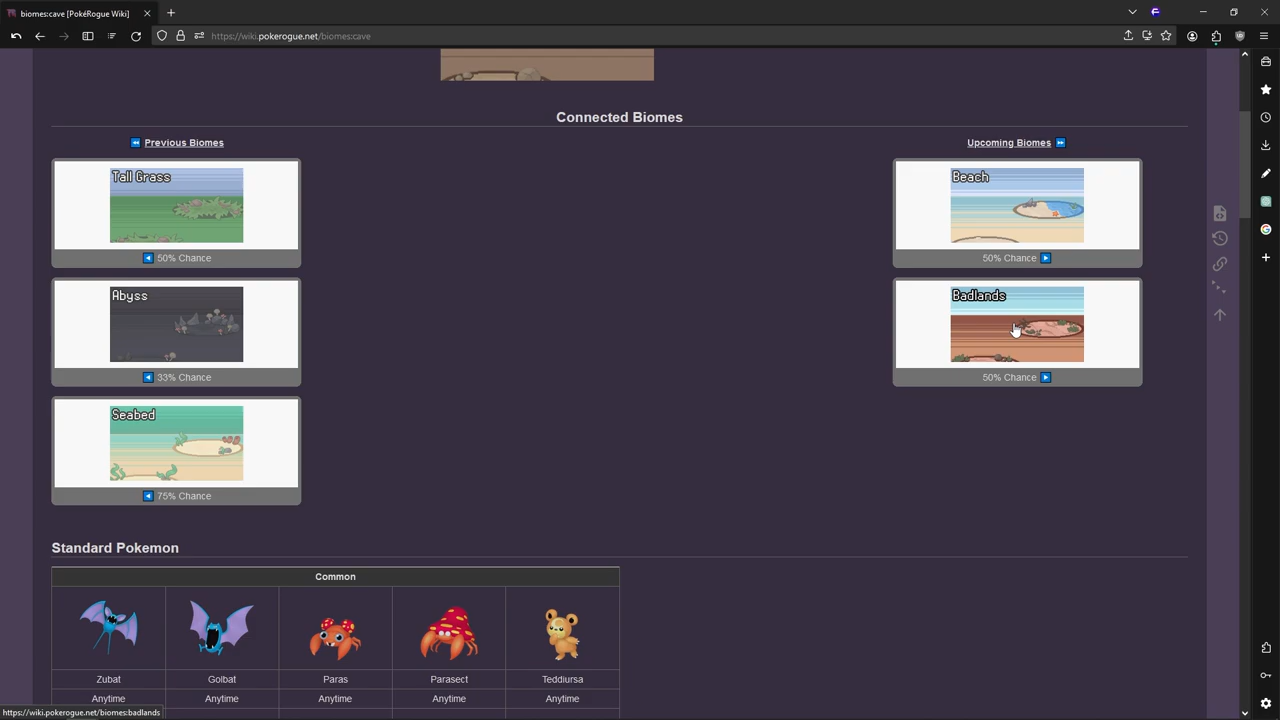 biomes:cave [PokéRogue Wiki]
https://wiki.pokerogue.net/biomes:cave
Connected Biomes
Previous Biomes
Upcoming Biomes
Tall Grass
50% Chance
Abyss
33% Chance
Seabed
75% Chance
Beach
50% Chance
Badlands
50% Chance
Standard Pokemon
Common
Zubat
Golbat
Paras
Parasect
Teddiursa
Anytime
Anytime
Anytime
Anytime
Anytime
https://wiki.pokerogue.net/biomes:badlands